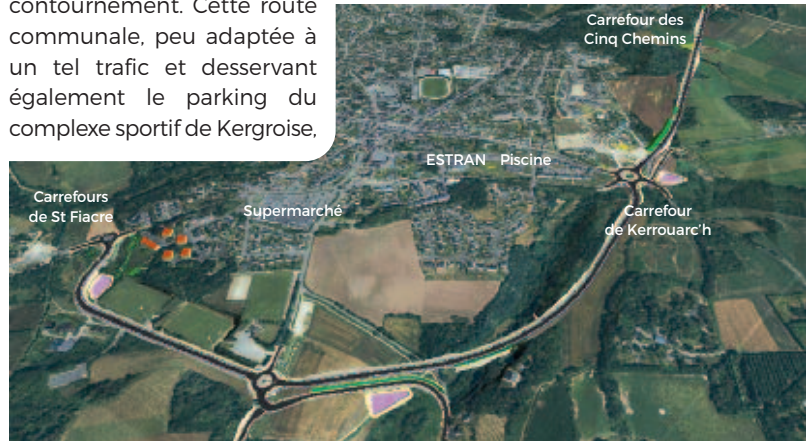 contournement. Cette route
communale, peu adaptée à
un tel trafic et desservant
également le parking du
complexe sportif de Kergroise,
Carrefour des
Cinq Chemins
ESTRAN Piscine
Carrefours
de St Fiacre
Supermarché
Carrefour
de Kerrouarc'h